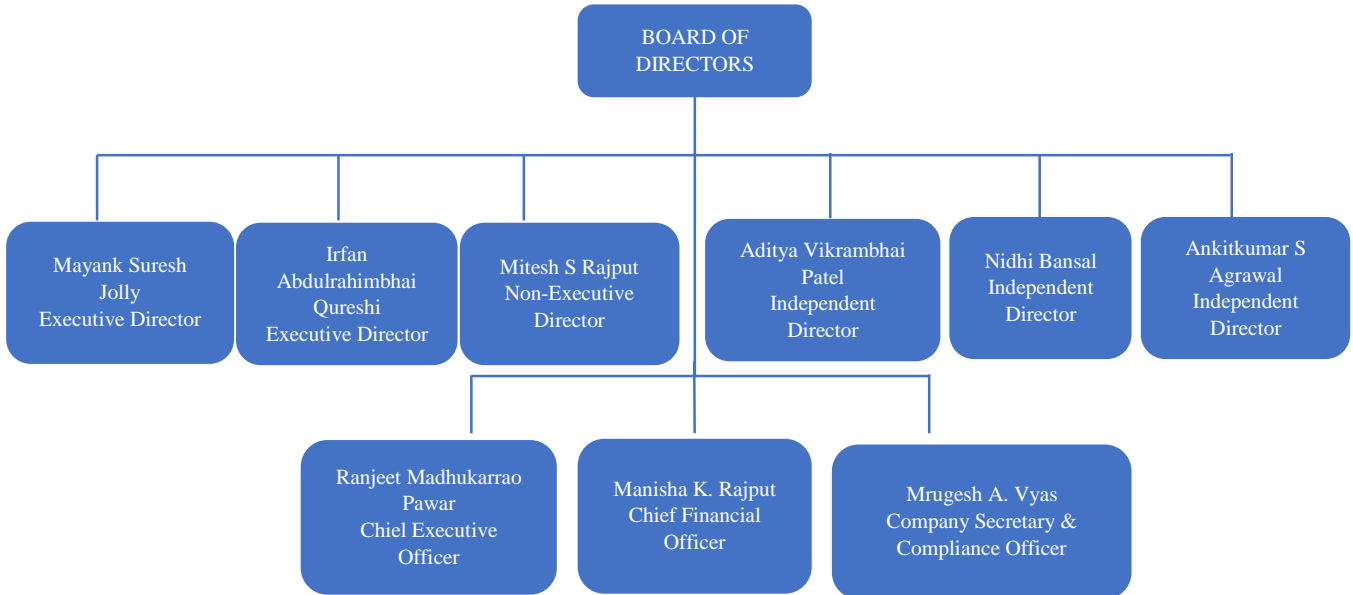 BOARD OF
DIRECTORS
Mayank Suresh
Jolly
Executive Director
Irfan
Abdulrahimbhai
Qureshi
Executive Director
Mitesh S Rajput
Non-Executive
Director
Aditya Vikrambhai
Patel
Independent
Director
Nidhi Bansal
Independent
Director
Ankitkumar S
Agrawal
Independent
Director
Ranjeet Madhukarrao
Pawar
Chiel Executive
Officer
Manisha K. Rajput
Chief Financial
Officer
Mrugesh A. Vyas
Company Secretary &
Compliance Officer